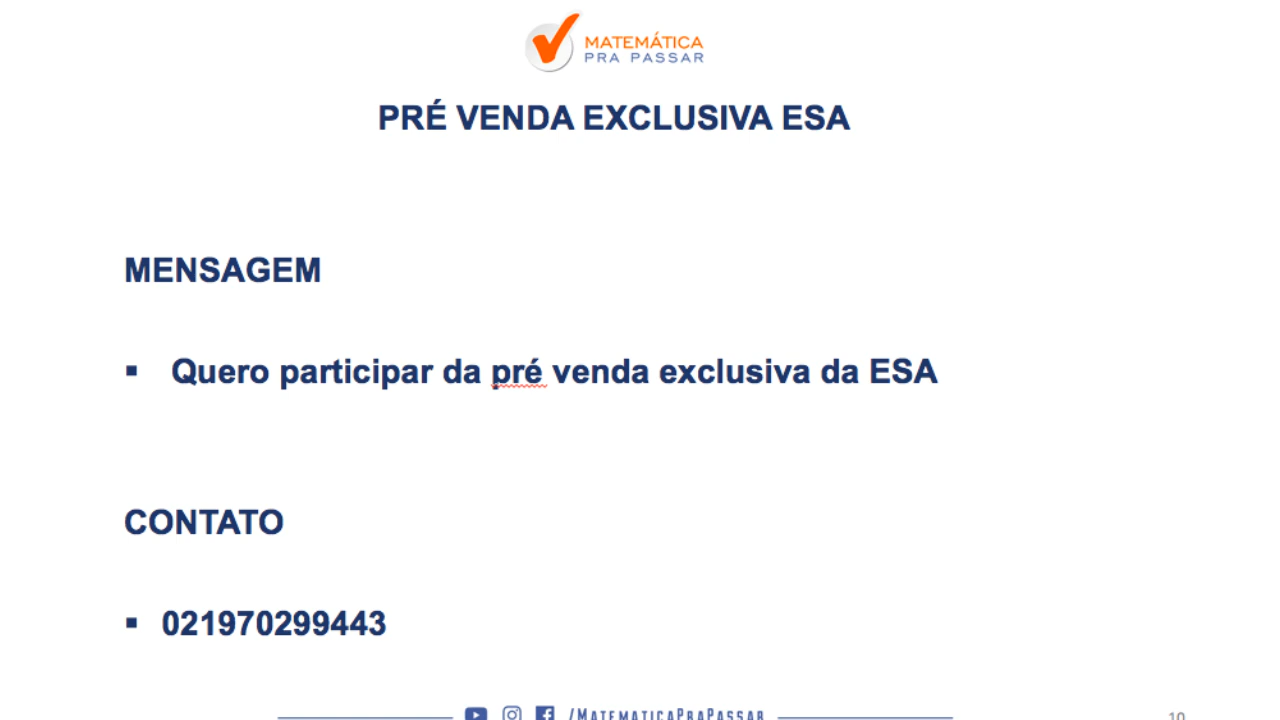 MATEMÁTICA
PRA PASSAR
PRÉ VENDA EXCLUSIVA ESA
MENSAGEM
▪ Quero participar da pré venda exclusiva da ESA
CONTATO
▪ 021970299443
/MATEMATICAPRAPASSAR
10